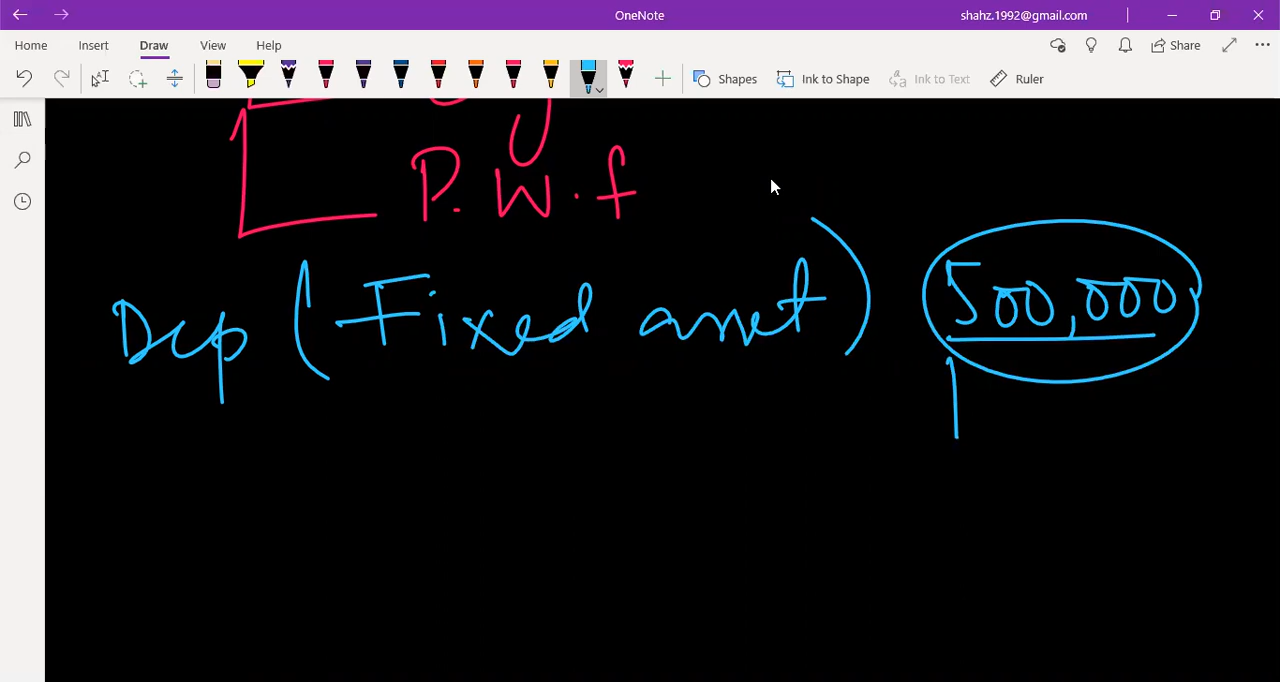 OneNote
shahz.1992@gmail.com
Home Insert Draw View Help
Share
Shapes Ink to Shape Ink to Text Ruler
P. W. f
Dep (Fixed asset) 500,000